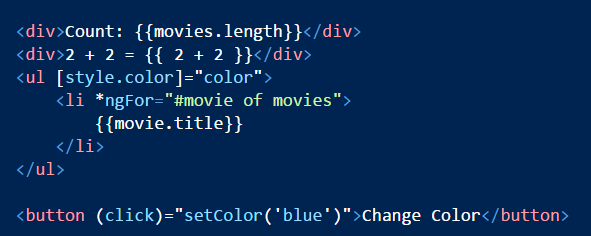 <div>Count: {{movies.length}}</div>
<div>2 + 2 = {{ 2 + 2 }}</div>
<ul [style.color]="color">
    <li *ngFor="#movie of movies">
        {{movie.title}}
    </li>
</ul>

<button (click)="setColor('blue')">Change Color</button>